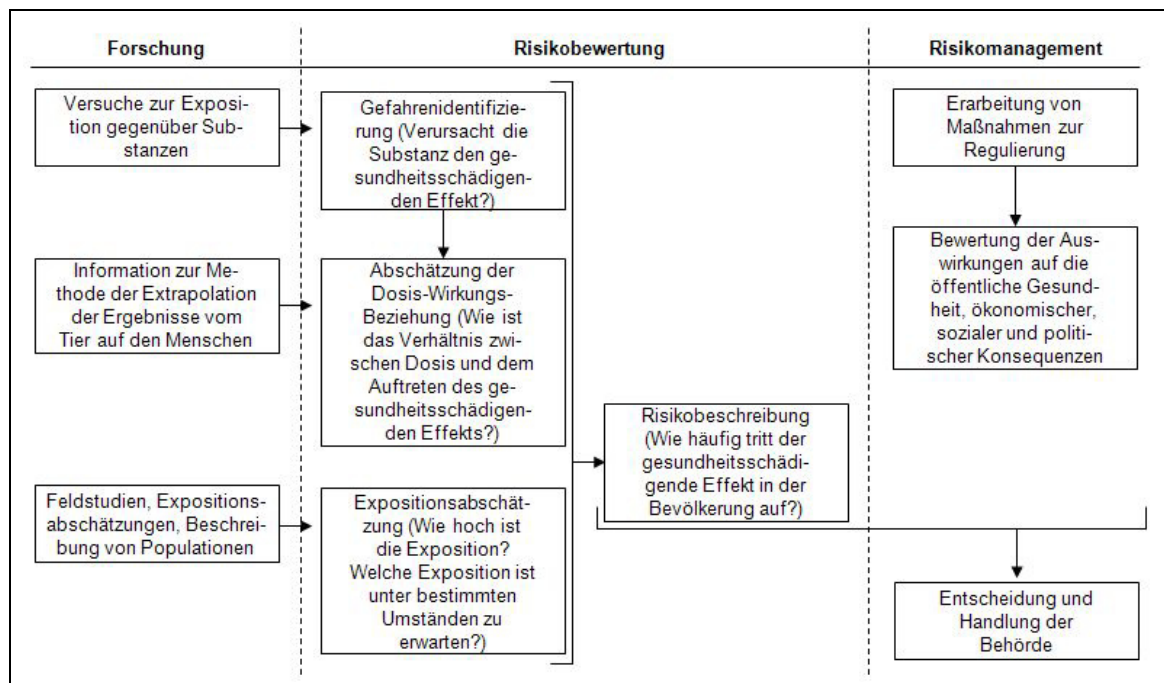 Forschung
Risikobewertung
Risikomanagement
Versuche zur Exposi-
tion gegenüber Sub-
stanzen
Gefahrenidentifizie-
rung (Verursacht die
Substanz den ge-
sundheitsschädigen-
den Effekt?)
Erarbeitung von
Maßnahmen zur
Regulierung
Information zur Me-
thode der Extrapolation
der Ergebnisse vom
Tier auf den Menschen
Abschätzung der
Dosis-Wirkungs-
Beziehung (Wie ist
das Verhältnis zwi-
schen Dosis und dem
Auftreten des ge-
sundheitsschädigen-
den Effekts?)
Bewertung der Aus-
wirkungen auf die
öffentliche Gesund-
heit, ökonomischer,
sozialer und politi-
scher Konsequenzen
Risikobeschreibung
(Wie häufig tritt der
gesundheitsschädi-
gende Effekt in der
Bevölkerung auf?)
Feldstudien, Expositions-
abschätzungen, Beschrei-
bung von Populationen
Expositionsabschät-
zung (Wie hoch ist
die Exposition?
Welche Exposition ist
unter bestimmten
Umständen zu
erwarten?)
Entscheidung und
Handlung der
Behörde